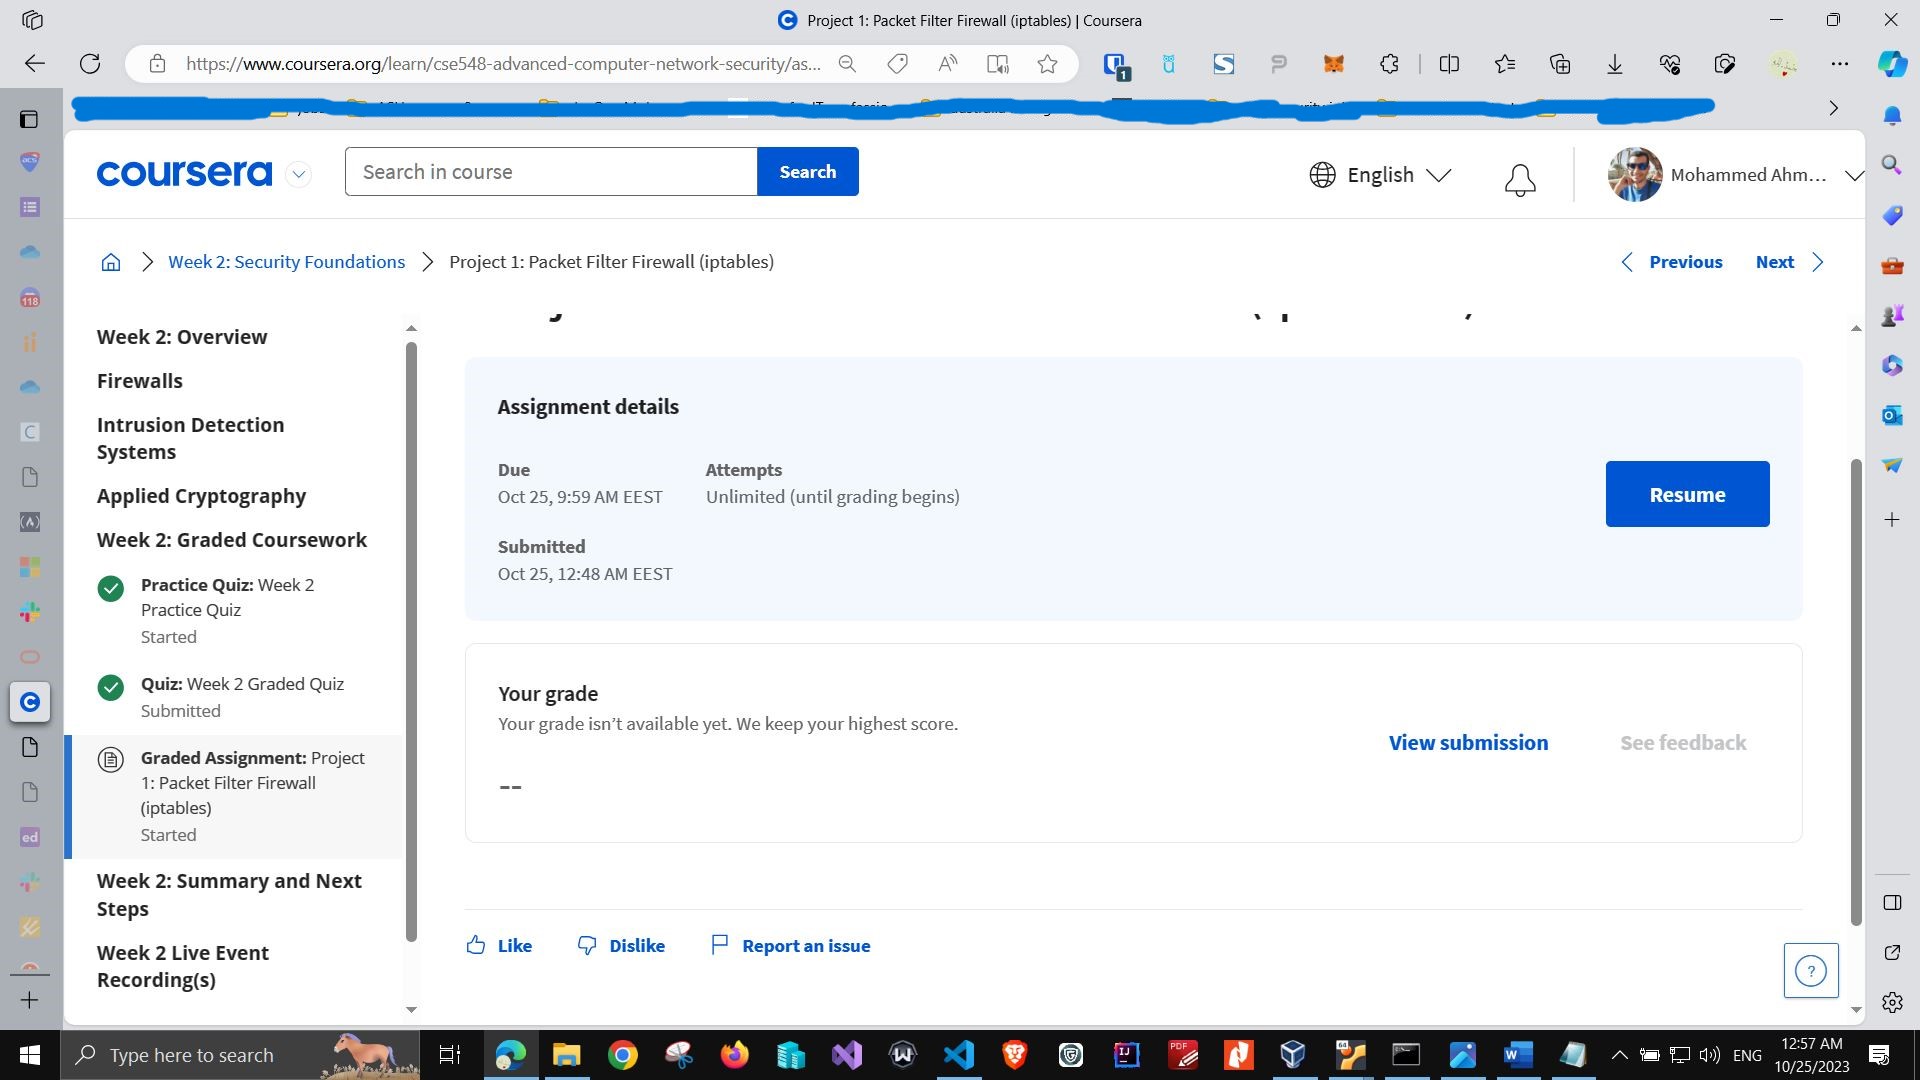 Project 1: Packet Filter Firewall (iptables) | Coursera
https://www.coursera.org/learn/cse548-advanced-computer-network-security/as...
1
coursera
Search in course
Search
English
Mohammed Ahm...
Week 2: Security Foundations
Project 1: Packet Filter Firewall (iptables)
Previous
Next
Week 2: Overview
Firewalls
Intrusion Detection
Systems
Applied Cryptography
Week 2: Graded Coursework
Practice Quiz: Week 2
Practice Quiz
Started
Quiz: Week 2 Graded Quiz
Submitted
Graded Assignment: Project
1: Packet Filter Firewall
(iptables)
Started
Week 2: Summary and Next
Steps
Week 2 Live Event
Recording(s)
Assignment details
Due
Oct 25, 9:59 AM EEST
Attempts
Unlimited (until grading begins)
Submitted
Oct 25, 12:48 AM EEST
Resume
Your grade
Your grade isn’t available yet. We keep your highest score.
--
View submission
See feedback
Like
Dislike
Report an issue
Type here to search
ENG
12:57 AM
10/25/2023